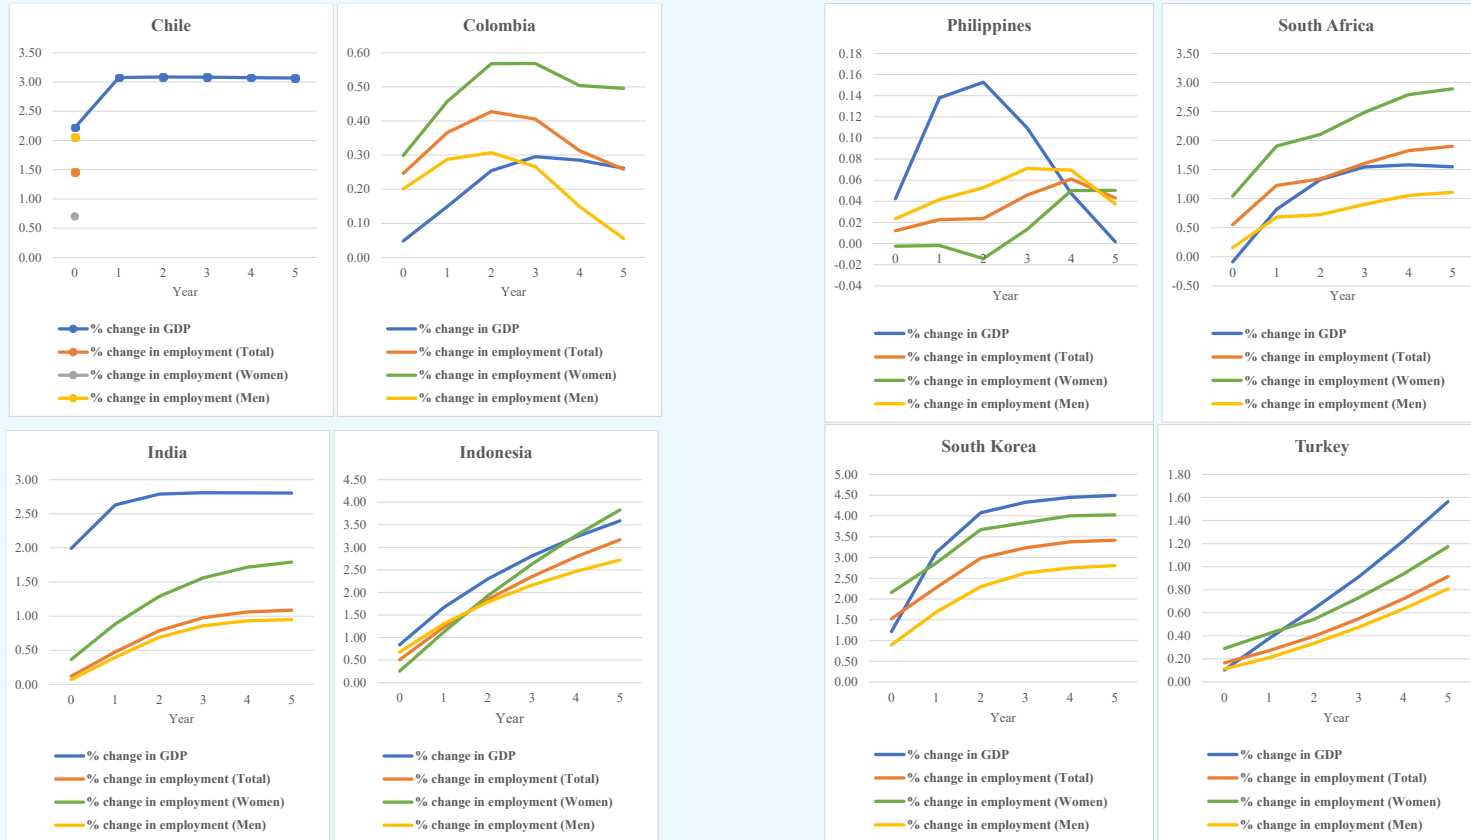 Chile
3.50
3.00
2.50
2.00
1.50
1.00
0.50
0.00
0 1 2 3 4 5
Year
% change in GDP
% change in employment (Total)
% change in employment (Women)
% change in employment (Men)
Colombia
0.60
0.50
0.40
0.30
0.20
0.10
0.00
0 1 2 3 4 5
Year
% change in GDP
% change in employment (Total)
% change in employment (Women)
% change in employment (Men)
Philippines
0.18
0.16
0.14
0.12
0.10
0.08
0.06
0.04
0.02
0.00
-0.02
-0.04
0 1 2 3 4 5
Year
% change in GDP
% change in employment (Total)
% change in employment (Women)
% change in employment (Men)
South Africa
3.50
3.00
2.50
2.00
1.50
1.00
0.50
0.00
-0.50
0 1 2 3 4 5
Year
% change in GDP
% change in employment (Total)
% change in employment (Women)
% change in employment (Men)
India
3.00
2.50
2.00
1.50
1.00
0.50
0.00
0 1 2 3 4 5
Year
% change in GDP
% change in employment (Total)
% change in employment (Women)
% change in employment (Men)
Indonesia
4.50
4.00
3.50
3.00
2.50
2.00
1.50
1.00
0.50
0.00
0 1 2 3 4 5
Year
% change in GDP
% change in employment (Total)
% change in employment (Women)
% change in employment (Men)
South Korea
5.00
4.50
4.00
3.50
3.00
2.50
2.00
1.50
1.00
0.50
0.00
0 1 2 3 4 5
Year
% change in GDP
% change in employment (Total)
% change in employment (Women)
% change in employment (Men)
Turkey
1.80
1.60
1.40
1.20
1.00
0.80
0.60
0.40
0.20
0.00
0 1 2 3 4 5
Year
% change in GDP
% change in employment (Total)
% change in employment (Women)
% change in employment (Men)